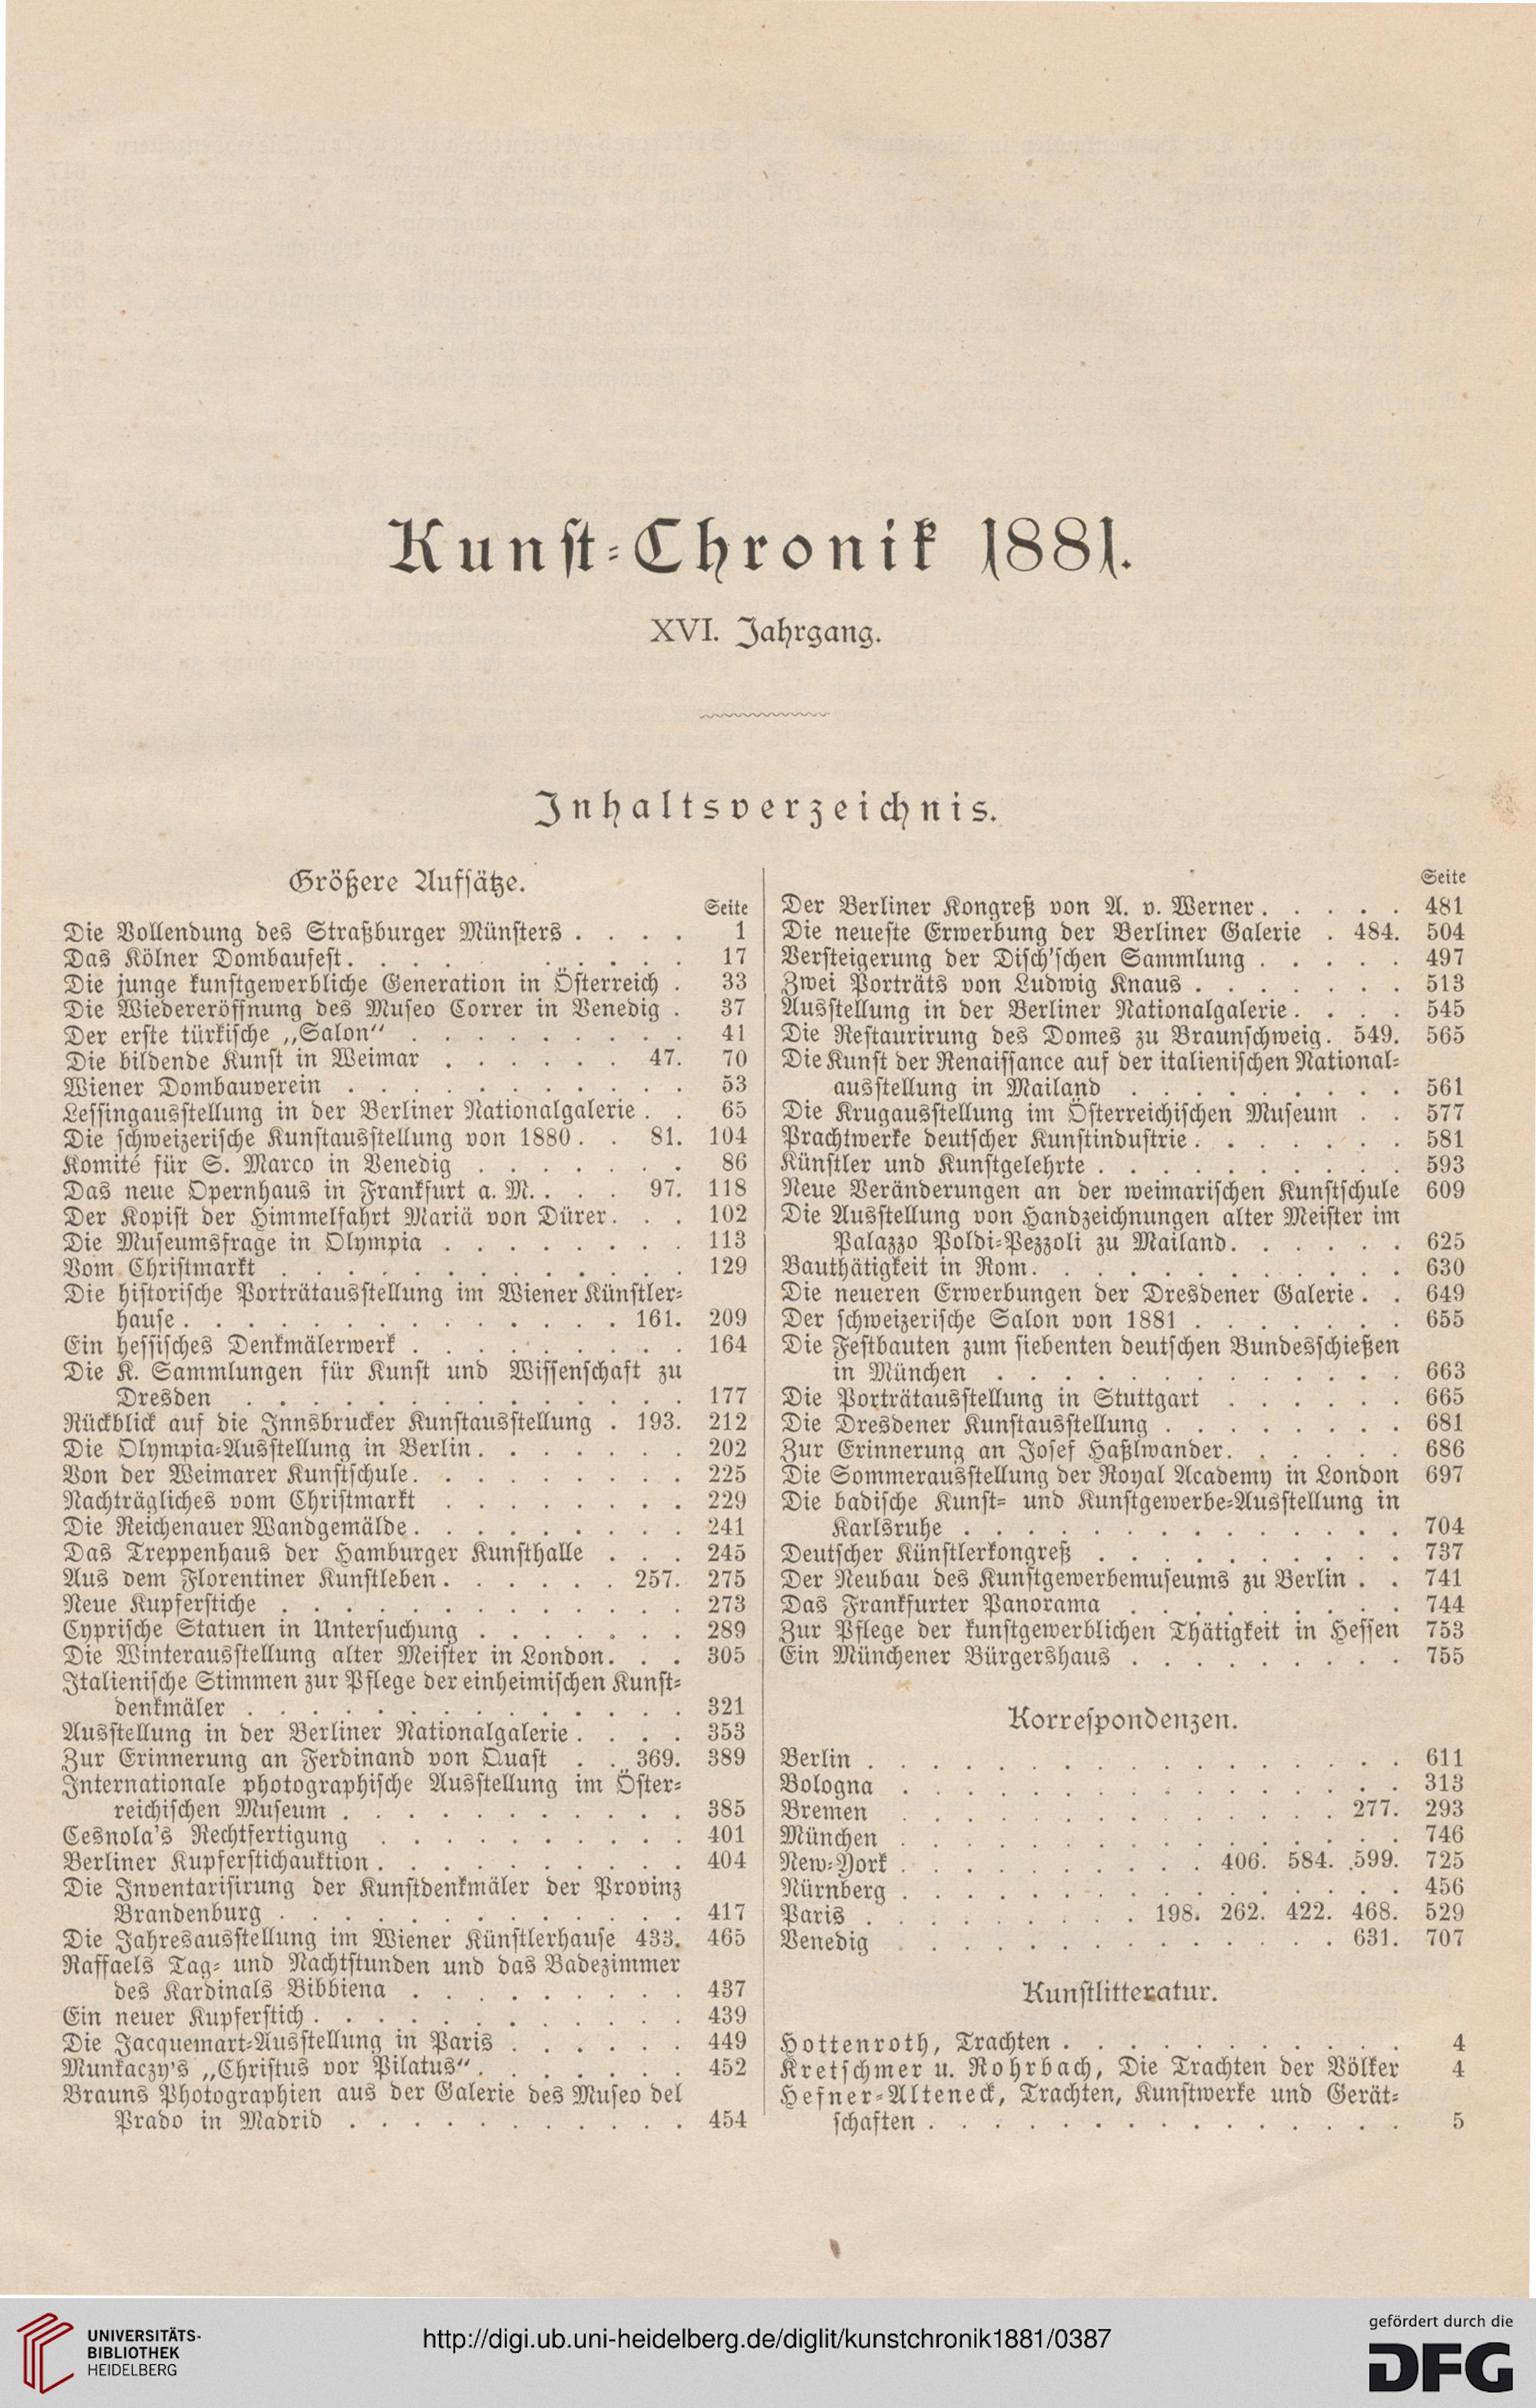 Kunst-Chronik 1881.
XVI. Jahrgang.
Inhaltsverzeichnis.
Größere Aufsätze.
Seite
Die Vollendung des Straßburger Münsters . . . . 1
Das Kölner Dombaufest. . . . . . . . . 17
Die junge kunstgewerbliche Generation in Österreich . 33
Die Wiedereröffnung des Museo Correr in Venedig . 37
Der erste türkische „Salon“ . . . . . . . . . 41
Die bildende Kunst in Weimar . . . . . . 47. 70
Wiener Dombauverein . . . . . . . . . . . 53
Lessingausstellung in der Berliner Nationalgalerie . . 65
Die schweizerische Kunstausstellung von 1880 . . 81. 104
Komité für S. Marco in Venedig . . . . . . . 86
Das neue Opernhaus in Frankfurt a. M. . . . 97. 118
Der Kopist der Himmelfahrt Mariä von Dürer. . . 102
Die Museumsfrage in Olympia . . . . . . . . 113
Vom Christmarkt . . . . . . . . . . . . . 129
Die historische Porträtausstellung im Wiener Künstler-
hause . . . . . . . . . . . . . . 161. 209
Ein hessisches Denkmälerwerk . . . . . . . . . 164
Die K. Sammlungen für Kunst und Wissenschaft zu
Dresden . . . . . . . . . . . . . . 177
Rückblick auf die Innsbrucker Kunstausstellung . 193. 212
Die Olympia-Ausstellung in Berlin . . . . . . . 202
Von der Weimarer Kunstschule . . . . . . . . . 225
Nachträgliches vom Christmarkt . . . . . . . . 229
Die Reichenauer Wandgemälde . . . . . . . . . 241
Das Treppenhaus der Hamburger Kunsthalle . . . 245
Aus dem Florentiner Kunstleben . . . . . . 257. 275
Neue Kupferstiche . . . . . . . . . . . . . 273
Cyprische Statuen in Untersuchung . . . . . . . 289
Die Winterausstellung alter Meister in London. . . 305
Italienische Stimmen zur Pflege der einheimischen Kunst-
denkmäler . . . . . . . . . . . . . . 321
Ausstellung in der Berliner Nationalgalerie . . . . 353
Zur Erinnerung an Ferdinand von Quast . . 369. 389
Internationale photographische Ausstellung im Öster-
reichischen Museum . . . . . . . . . . . 385
Cesnola's Rechtfertigung . . . . . . . . . . 401
Berliner Kupferstichauktion . . . . . . . . . . 404
Die Inventarisirung der Kunstdenkmäler der Provinz
Brandenburg . . . . . . . . . . . . . 417
Die Jahresausstellung im Wiener Künstlerhause 433. 465
Raffaels Tag- und Nachtstunden und das Badezimmer
des Kardinals Bibbiena . . . . . . . . . 437
Ein neuer Kupferstich . . . . . . . . . . . . 439
Die Jacquemart-Ausstellung in Paris . . . . . . 449
Munkaczy's „Christus vor Pilatus“ . . . . . . . 452
Brauns Photographien aus der Galerie des Museo del
Prado in Madrid . . . . . . . . . . . 454
Seite
Der Berliner Kongreß von A. v. Werner . . . . . 481
Die neueste Erwerbung der Berliner Galerie . 484. 504
Versteigerung der Disch'schen Sammlung . . . . . 497
Zwei Porträts von Ludwig Knaus . . . . . . . 513
Ausstellung in der Berliner Nationalgalerie . . . . 545
Die Restaurirung des Domes zu Braunschweig. 549. 565
Die Kunst der Renaissance auf der italienischen National-
ausstellung in Mailand . . . . . . . . . 561
Die Krugausstellung im Österreichischen Museum . . 577
Prachtwerke deutscher Kunstindustrie . . . . . . . 581
Künstler und Kunstgelehrte . . . . . . . . . . 593
Neue Veränderungen an der weimarischen Kunstschule 609
Die Ausstellung von Handzeichnungen alter Meister im
Palazzo Poldi-Pezzoli zu Mailand. . . . . . 625
Bauthätigkeit in Rom. . . . . . . . . . . . 630
Die neueren Erwerbungen der Dresdener Galerie . . 649
Der schweizerische Salon von 1881 . . . . . . . 655
Die Festbauten zum siebenten deutschen Bundesschießen
in München . . . . . . . . . . . . . 663
Die Porträtausstellung in Stuttgart . . . . . . 665
Die Dresdener Kunstausstellung . . . . . . . . 681
Zur Erinnerung an Josef Haßlwander. . . . . . 686
Die Sommerausstellung der Royal Academy in London 697
Die badische Kunst- und Kunstgewerbe-Ausstellung in
Karlsruhe . . . . . . . . . . . . . . 704
Deutscher Künstlerkongreß . . . . . . . . . . 737
Der Neubau des Kunstgewerbemuseums zu Berlin . . 741
Das Frankfurter Panorama . . . . . . . . . 744
Zur Pflege der kunstgewerblichen Thätigkeit in Hessen 753
Ein Münchener Bürgershaus . . . . . . . . . 755
Korrespondenzen.
Berlin . . . . . . . . . . . . . . . . . 611
Bologna . . . . . . . . . . . . . . . . 313
Bremen . . . . . . . . . . . . . . 277. 293
München . . . . . . . . . . . . . . . . 746
New-York . . . . . . . . . . 406. 584. 599. 725
Nürnberg . . . . . . . . . . . . . . . . 456
Paris . . . . . . . . . 198. 262. 422. 468. 529
Venedig . . . . . . . . . . . . . . 631. 707
Kunstlitteratur.
Hottenroth, Trachten . . . . . . . . . . . 4
Kretschmer u. Rohrbach, Die Trachten der Völker 4
Hefner-Alteneck, Trachten, Kunstwerke und Gerät-
schaften . . . . . . . . . . . . . . . 5
UNIVERSITÄTS-
BIBLIOTHEK
HEIDELBERG
http://digi.ub.uni-heidelberg.de/diglit/kunstchronik1881/0387
gefördert durch die
DFG